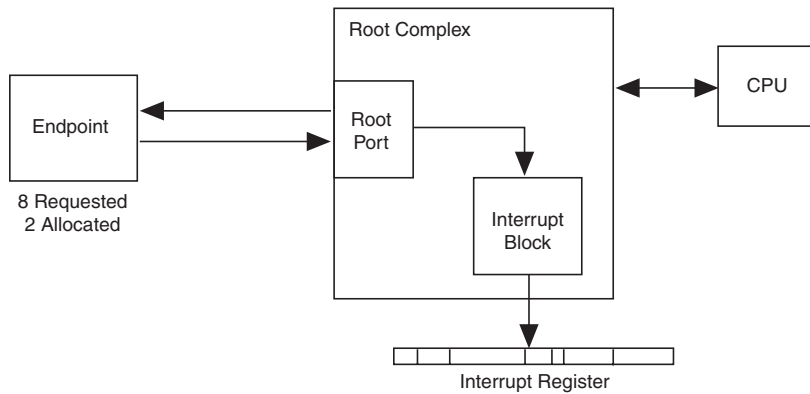 Root Complex
Endpoint
8 Requested
2 Allocated
Root
Port
Interrupt
Block
CPU
Interrupt Register